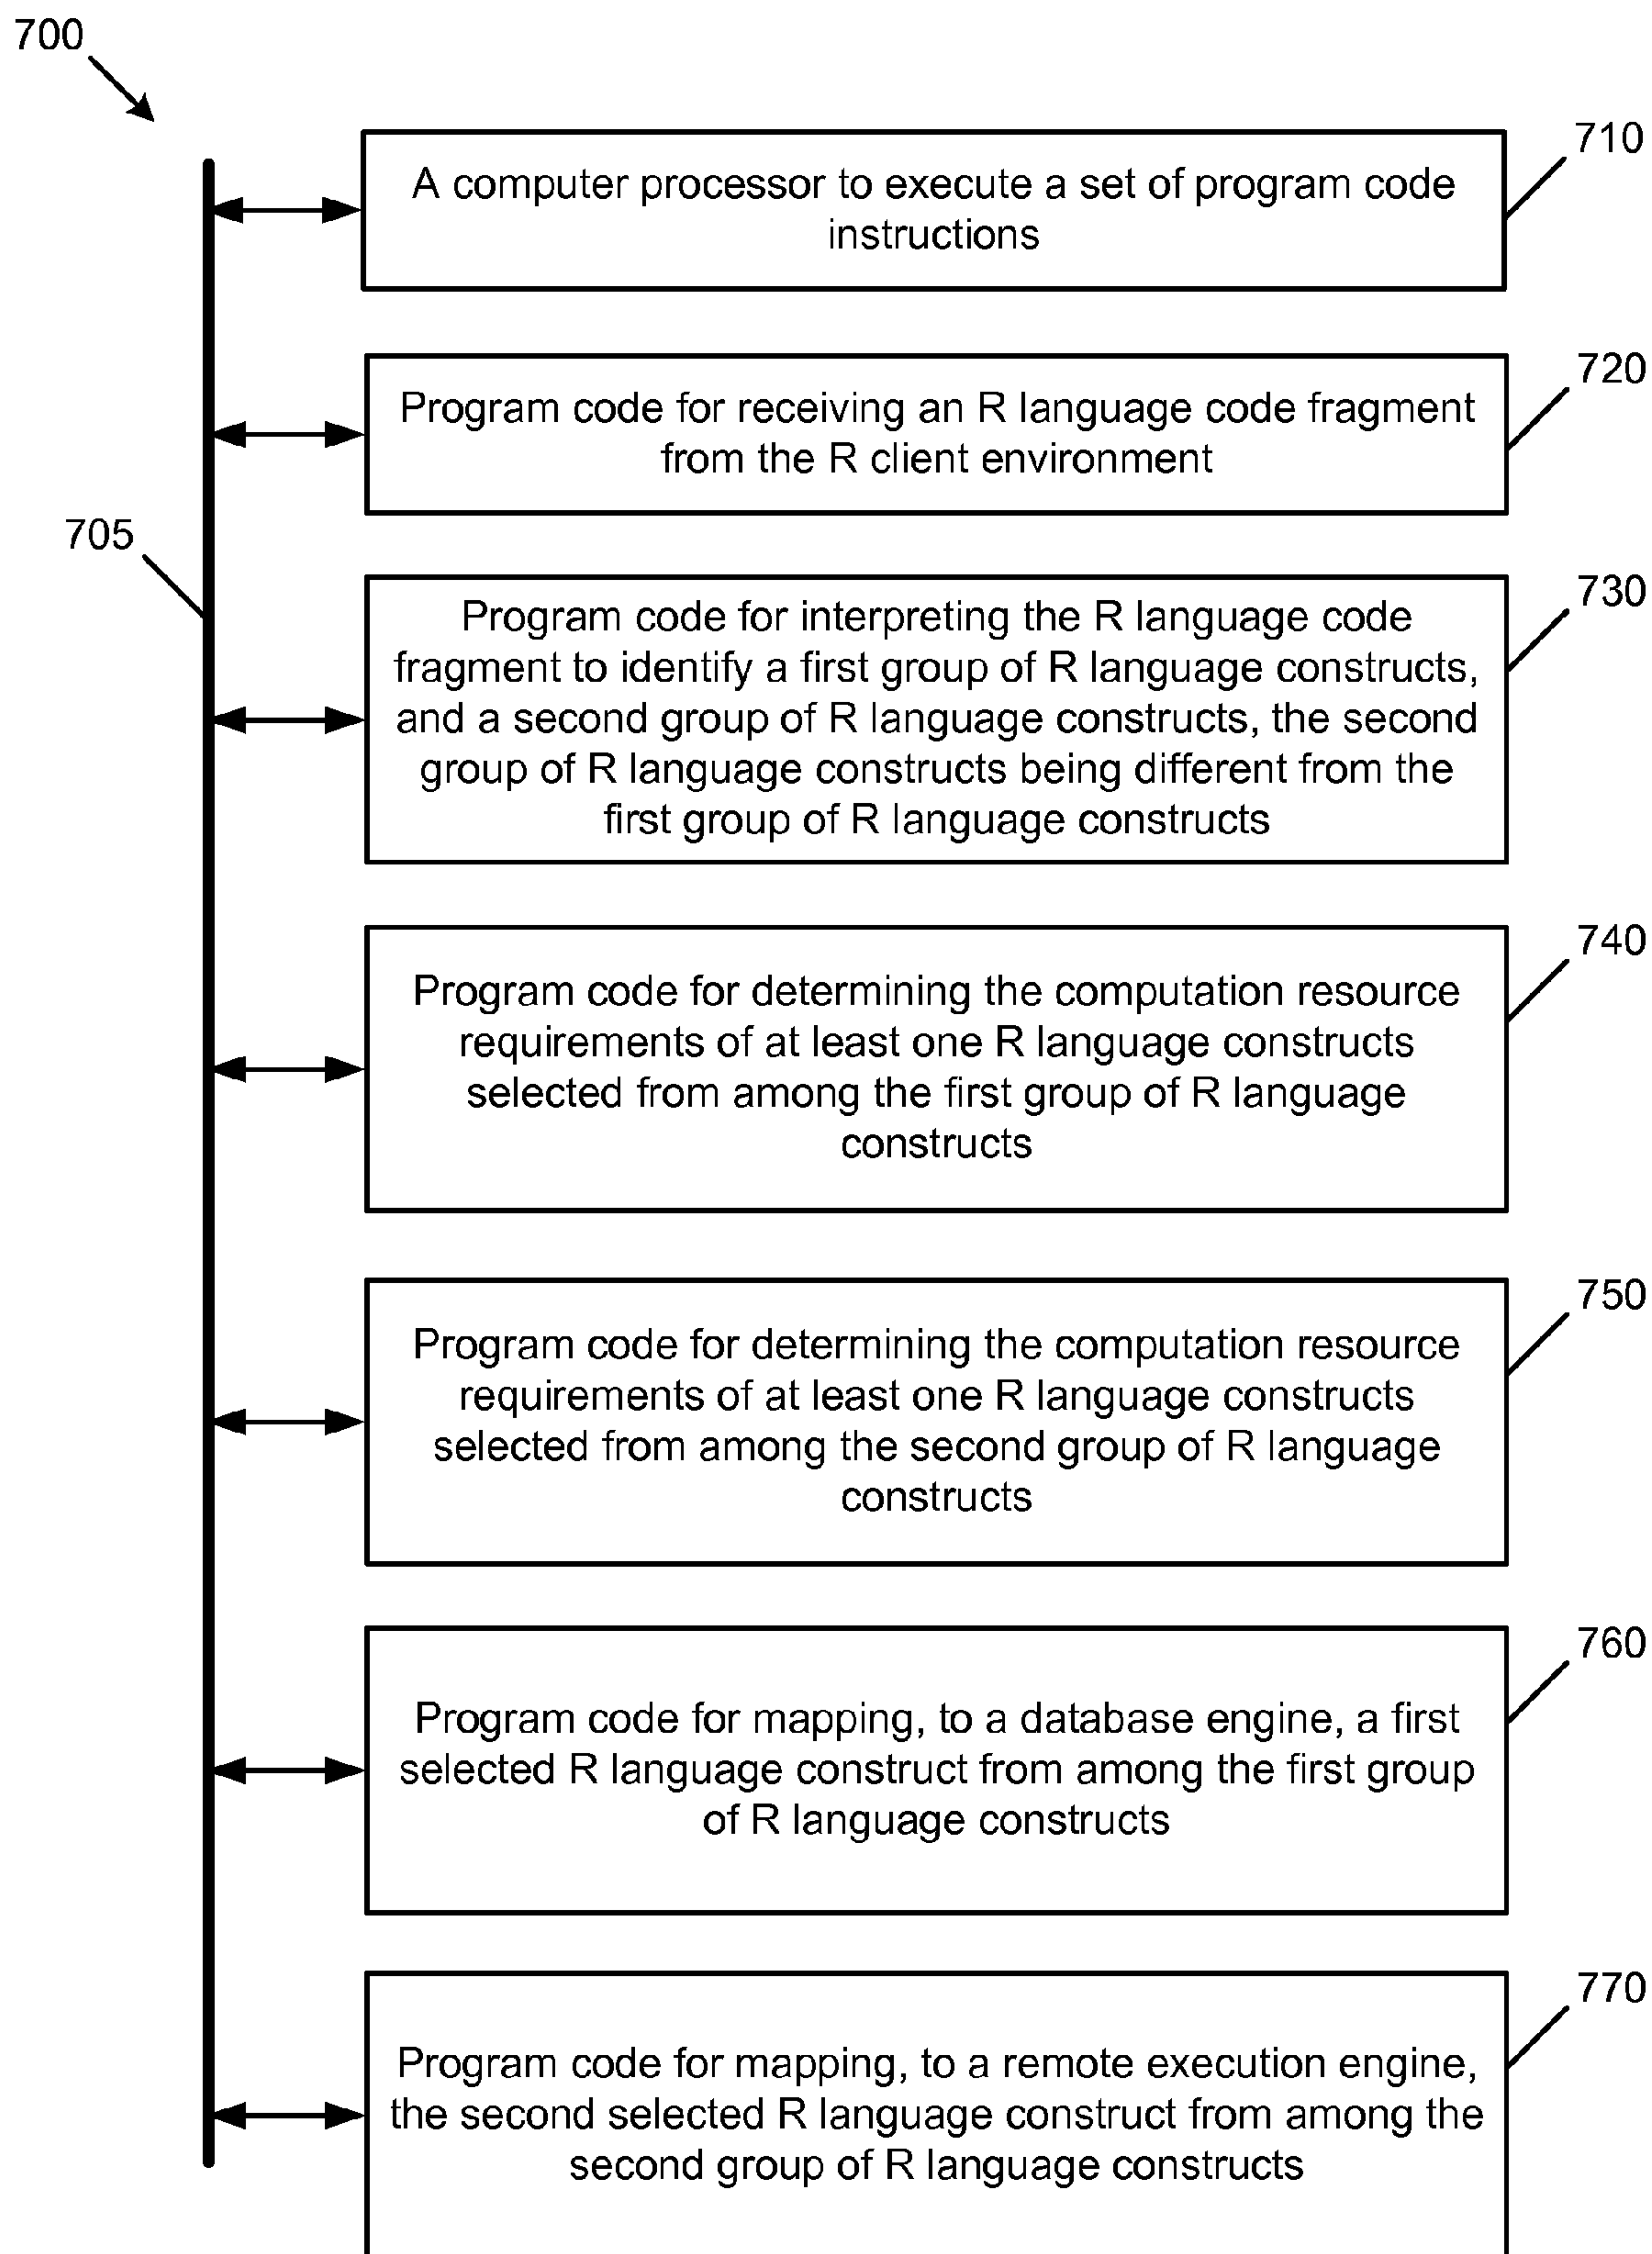 700
710
A computer processor to execute a set of program code
instructions
720
Program code for receiving an R language code fragment
from the R client environment
705
730
Program code for interpreting the R language code
fragment to identify a first group of R language constructs,
and a second group of R language constructs, the second
group of R language constructs being different from the
first group of R language constructs
740
Program code for determining the computation resource
requirements of at least one R language constructs
selected from among the first group of R language
constructs
750
Program code for determining the computation resource
requirements of at least one R language constructs
selected from among the second group of R language
constructs
760
Program code for mapping, to a database engine, a first
selected R language construct from among the first group
of R language constructs
770
Program code for mapping, to a remote execution engine,
the second selected R language construct from among the
second group of R language constructs